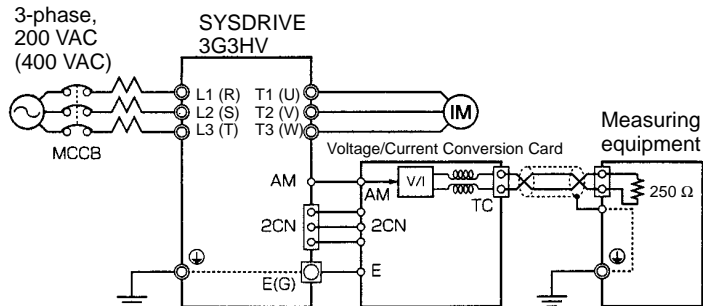 3-phase,
200 VAC
(400 VAC)
SYSDRIVE
3G3HV
L1 (R)
T1 (U)
L2 (S)
T2 (V)
L3 (T)
T3 (W)
IM
MCCB
Measuring
equipment
Voltage/Current Conversion Card
AM
AM
V/I
TC
250 Ω
2CN
2CN
E(G)
E